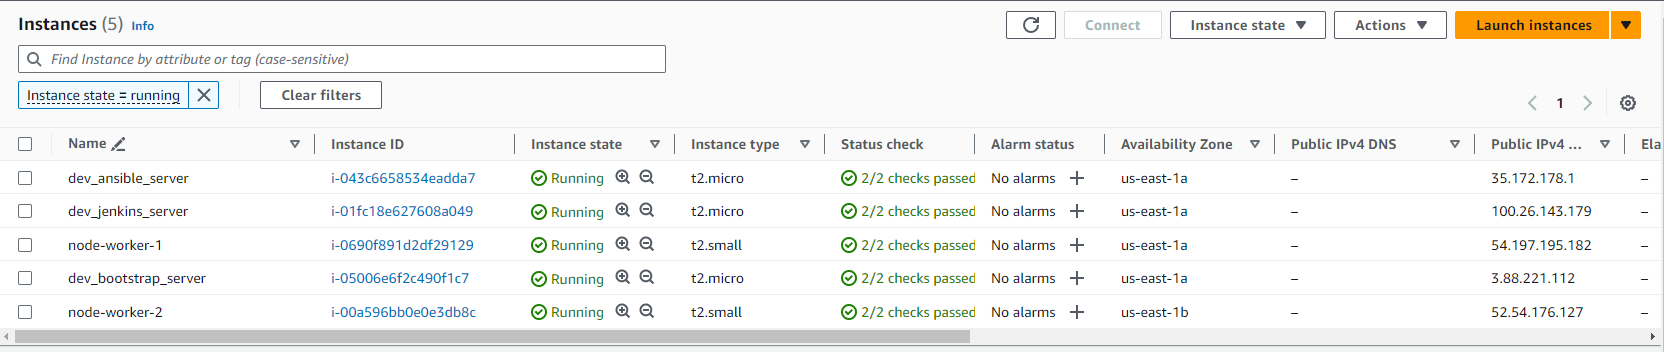 Instances (5) Info
Connect Instance state Actions Launch instances
Find Instance by attribute or tag (case-sensitive)
Instance state = running Clear filters
1
Name Instance ID Instance state Instance type Status check Alarm status Availability Zone Public IPv4 DNS Public IPv4 ... Ela
dev_ansible_server i-043c6658534eadda7 Running t2.micro 2/2 checks passed No alarms us-east-1a – 35.172.178.1 –
dev_jenkins_server i-01fc18e627608a049 Running t2.micro 2/2 checks passed No alarms us-east-1a – 100.26.143.179 –
node-worker-1 i-0690f891d2df29129 Running t2.small 2/2 checks passed No alarms us-east-1a – 54.197.195.182 –
dev_bootstrap_server i-05006e6f2c490f1c7 Running t2.micro 2/2 checks passed No alarms us-east-1a – 3.88.221.112 –
node-worker-2 i-00a596bb0e0e3db8c Running t2.small 2/2 checks passed No alarms us-east-1b – 52.54.176.127 –